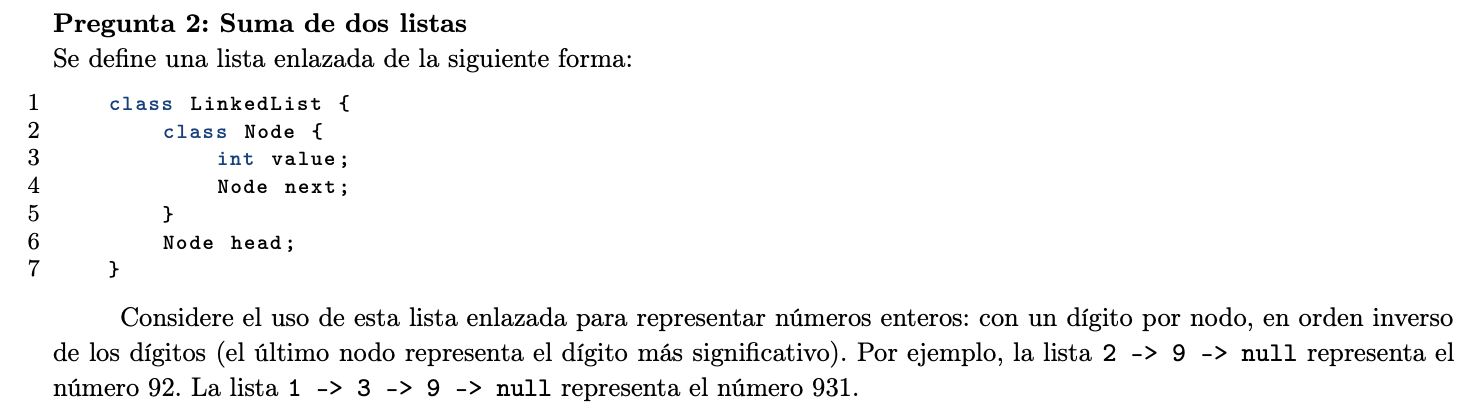 Pregunta 2: Suma de dos listas
Se define una lista enlazada de la siguiente forma:
1 class LinkedList {
2 class Node {
3 int value;
4 Node next;
5 }
6 Node head;
7 }
Considere el uso de esta lista enlazada para representar números enteros: con un dígito por nodo, en orden inverso
de los dígitos (el último nodo representa el dígito más significativo). Por ejemplo, la lista 2 -> 9 -> null representa el
número 92. La lista 1 -> 3 -> 9 -> null representa el número 931.